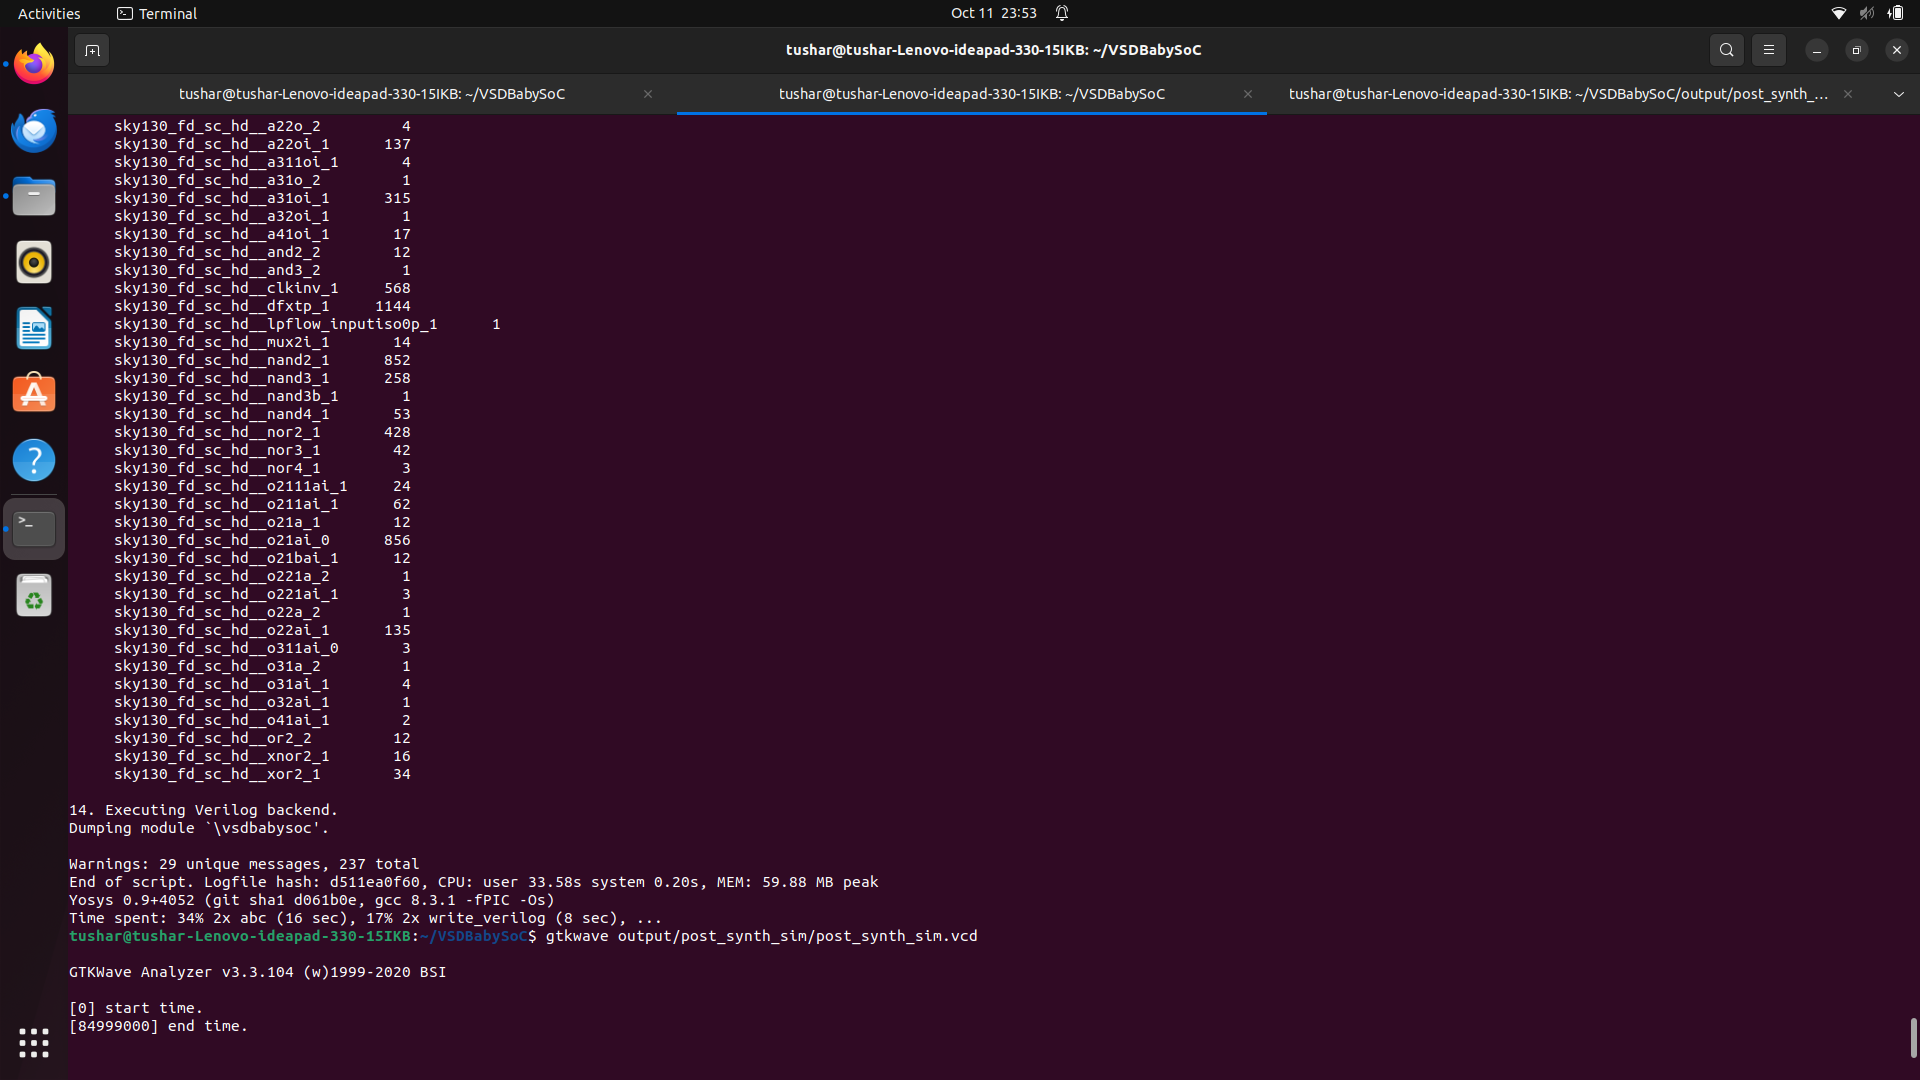 Activities
Terminal
Oct 11 23:53
tushar@tushar-Lenovo-ideapad-330-15IKB: ~/VSDBabySoC
tushar@tushar-Lenovo-ideapad-330-15IKB: ~/VSDBabySoC
tushar@tushar-Lenovo-ideapad-330-15IKB: ~/VSDBabySoC
tushar@tushar-Lenovo-ideapad-330-15IKB: ~/VSDBabySoC/output/post_synth_...
sky130_fd_sc_hd__a22o_2 4
sky130_fd_sc_hd__a22oi_1 137
sky130_fd_sc_hd__a311oi_1 4
sky130_fd_sc_hd__a31o_2 1
sky130_fd_sc_hd__a31oi_1 315
sky130_fd_sc_hd__a32oi_1 1
sky130_fd_sc_hd__a41oi_1 17
sky130_fd_sc_hd__and2_2 12
sky130_fd_sc_hd__and3_2 1
sky130_fd_sc_hd__clkinv_1 568
sky130_fd_sc_hd__dfxtp_1 1144
sky130_fd_sc_hd__lpflow_inputiso0p_1 1
sky130_fd_sc_hd__mux2i_1 14
sky130_fd_sc_hd__nand2_1 852
sky130_fd_sc_hd__nand3_1 258
sky130_fd_sc_hd__nand3b_1 1
sky130_fd_sc_hd__nand4_1 53
sky130_fd_sc_hd__nor2_1 428
sky130_fd_sc_hd__nor3_1 42
sky130_fd_sc_hd__nor4_1 3
sky130_fd_sc_hd__o2111ai_1 24
sky130_fd_sc_hd__o211ai_1 62
sky130_fd_sc_hd__o21a_1 12
sky130_fd_sc_hd__o21ai_0 856
sky130_fd_sc_hd__o21bai_1 12
sky130_fd_sc_hd__o221a_2 1
sky130_fd_sc_hd__o221ai_1 3
sky130_fd_sc_hd__o22a_2 1
sky130_fd_sc_hd__o22ai_1 135
sky130_fd_sc_hd__o311ai_0 3
sky130_fd_sc_hd__o31a_2 1
sky130_fd_sc_hd__o31ai_1 4
sky130_fd_sc_hd__o32ai_1 1
sky130_fd_sc_hd__o41ai_1 2
sky130_fd_sc_hd__or2_2 12
sky130_fd_sc_hd__xnor2_1 16
sky130_fd_sc_hd__xor2_1 34
14. Executing Verilog backend.
Dumping module `\vsdbabysoc'.
Warnings: 29 unique messages, 237 total
End of script. Logfile hash: d511ea0f60, CPU: user 33.58s system 0.20s, MEM: 59.88 MB peak
Yosys 0.9+4052 (git sha1 d061b0e, gcc 8.3.1 -fPIC -Os)
Time spent: 34% 2x abc (16 sec), 17% 2x write_verilog (8 sec), ...
tushar@tushar-Lenovo-ideapad-330-15IKB:~/VSDBabySoC$ gtkwave output/post_synth_sim/post_synth_sim.vcd
GTKWave Analyzer v3.3.104 (w)1999-2020 BSI
[0] start time.
[84999000] end time.